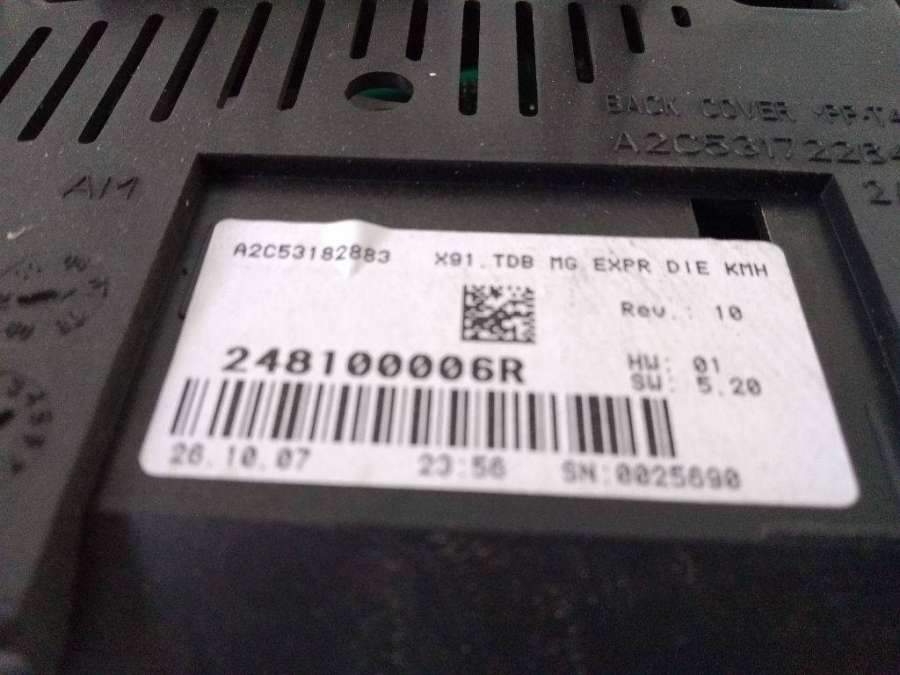 BACK COVER
A2C5317228
AM
A2C53182883 X91.TDB MG EXPR DIE KMH
Rev.: 10
248100006R
HW: 01
SW: 5.20
26.10.07 23:56 SN:0025690